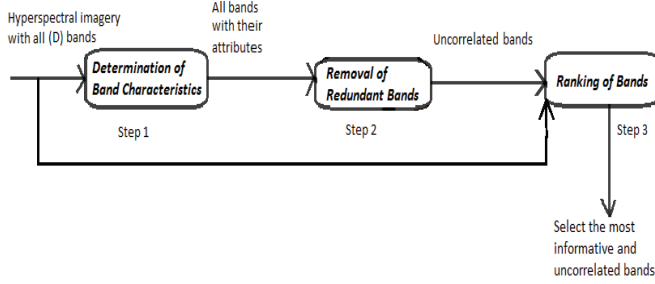 Hyperspectral imagery
with all (D) bands
All bands
with their
attributes
Uncorrelated bands
Determination of
Band Characteristics
Removal of
Redundant Bands
Ranking of Bands
Step 1
Step 2
Step 3
Select the most
informative and
uncorrelated bands